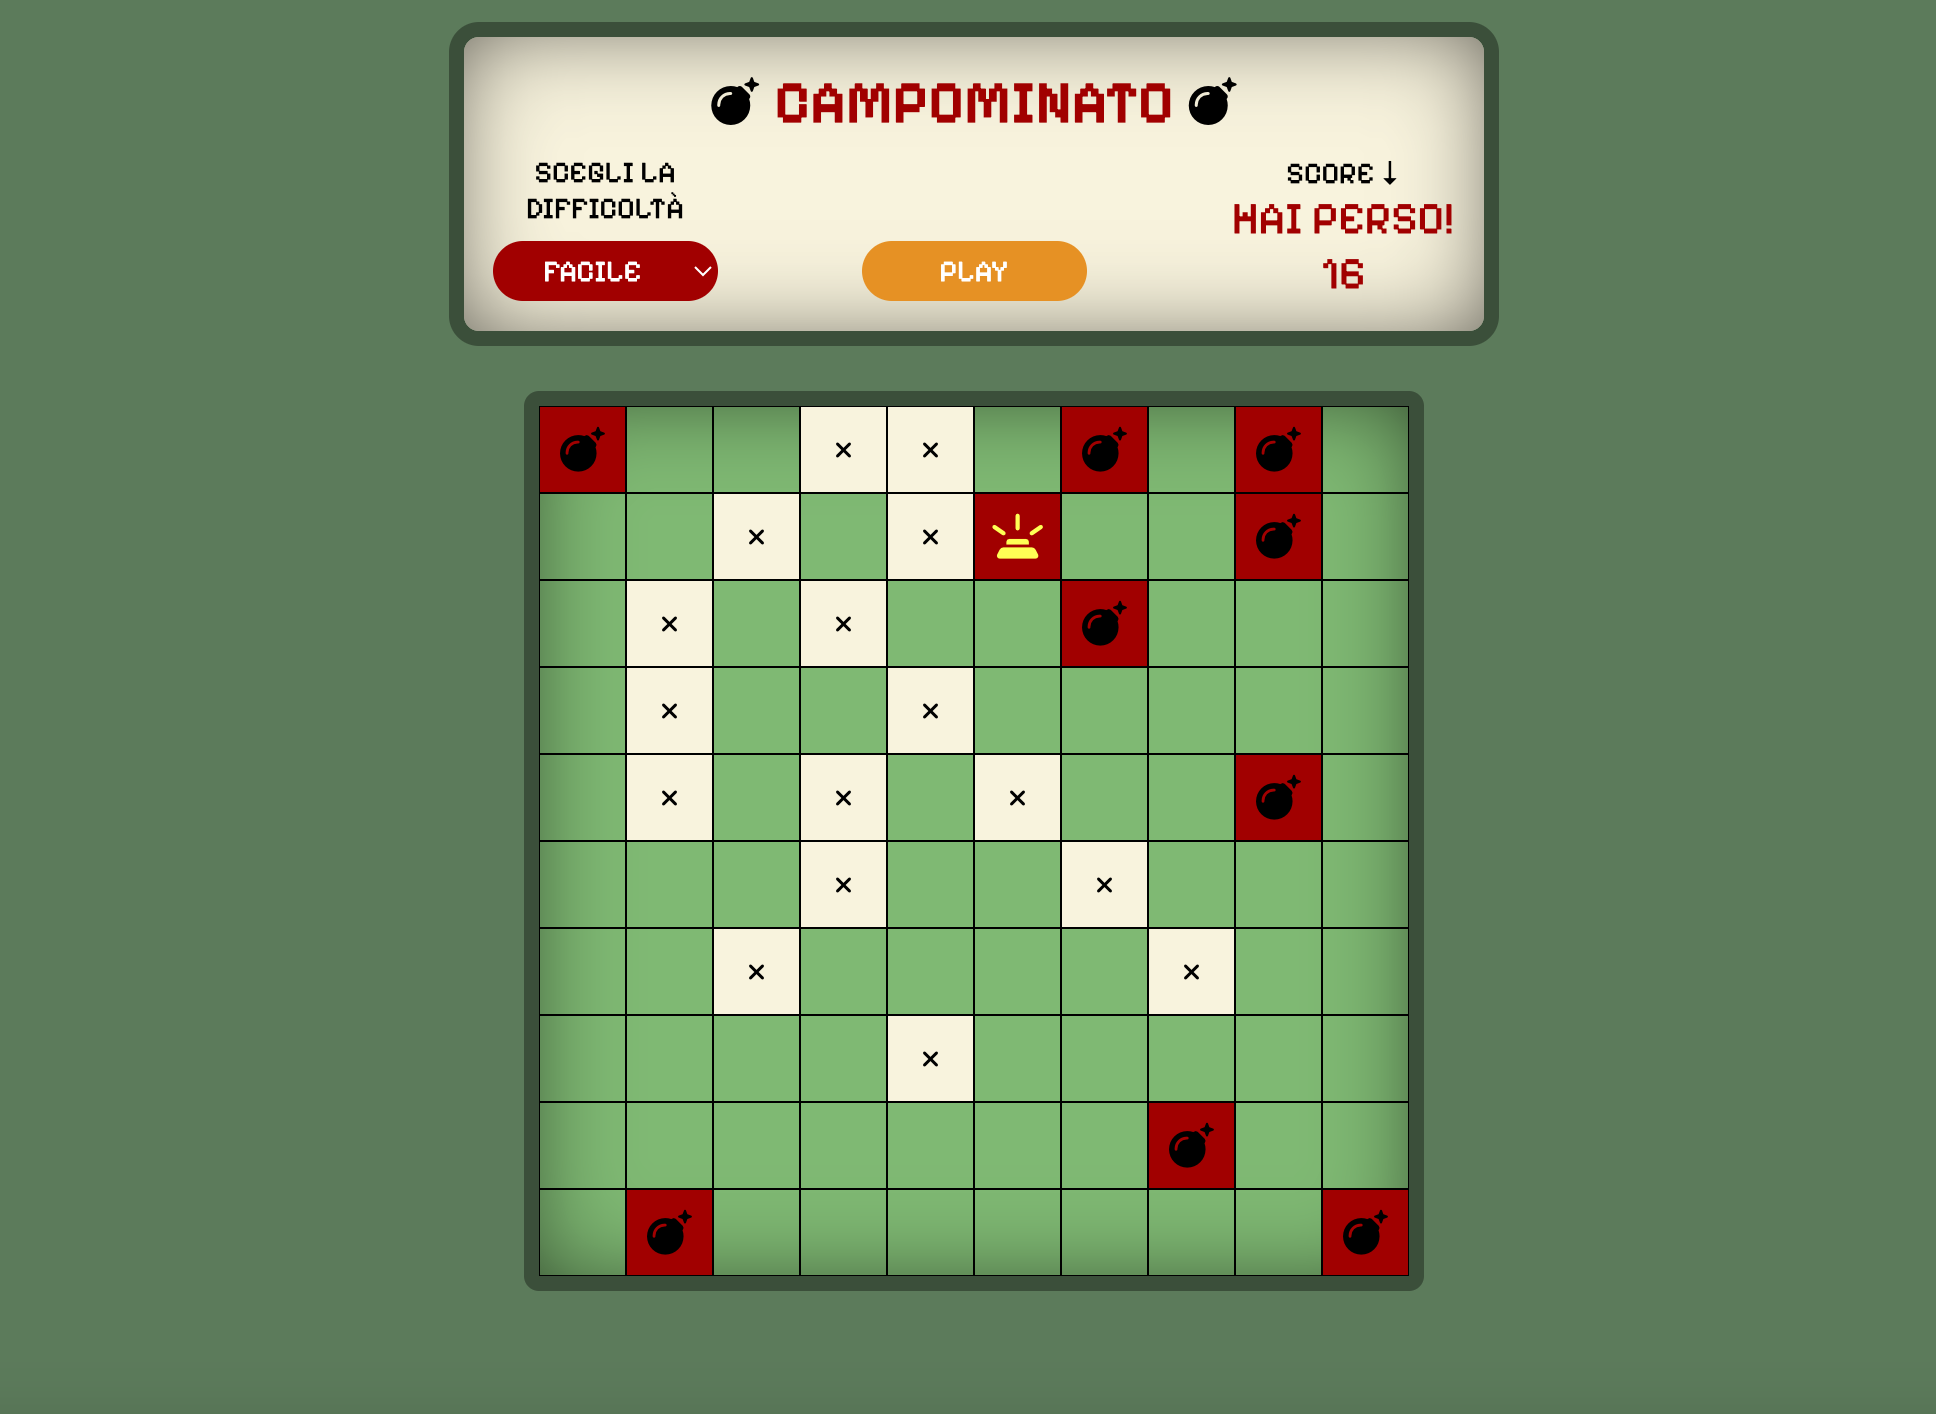 CAMPOMINATO
SCEGLI LA
DIFFICOLTÀ
FACILE
PLAY
SCORE ↓
HAI PERSO!
16